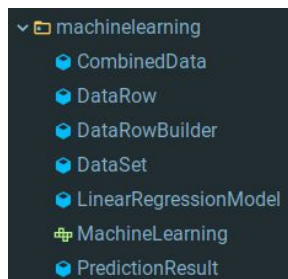 machinelearning
CombinedData
DataRow
DataRowBuilder
DataSet
LinearRegressionModel
MachineLearning
PredictionResult